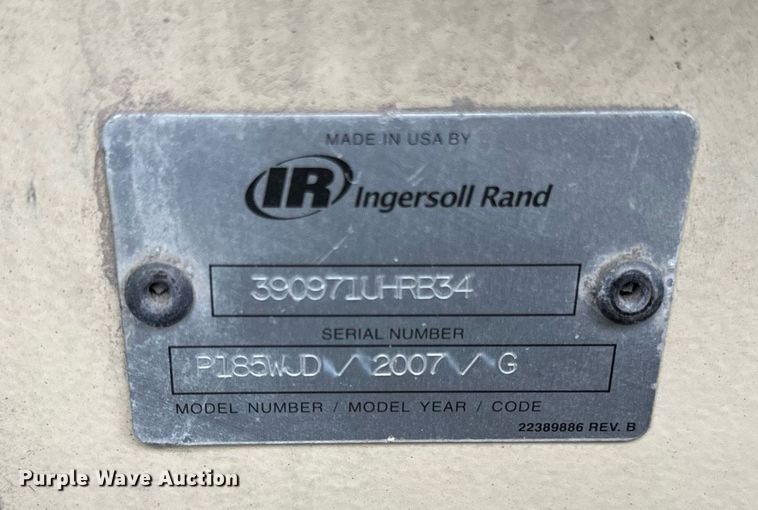 MADE IN USA BY
IR Ingersoll Rand
390971UHRB34
SERIAL NUMBER
P185WJD / 2007 / G
MODEL NUMBER / MODEL YEAR / CODE
22389886 REV. B
Purple Wave Auction